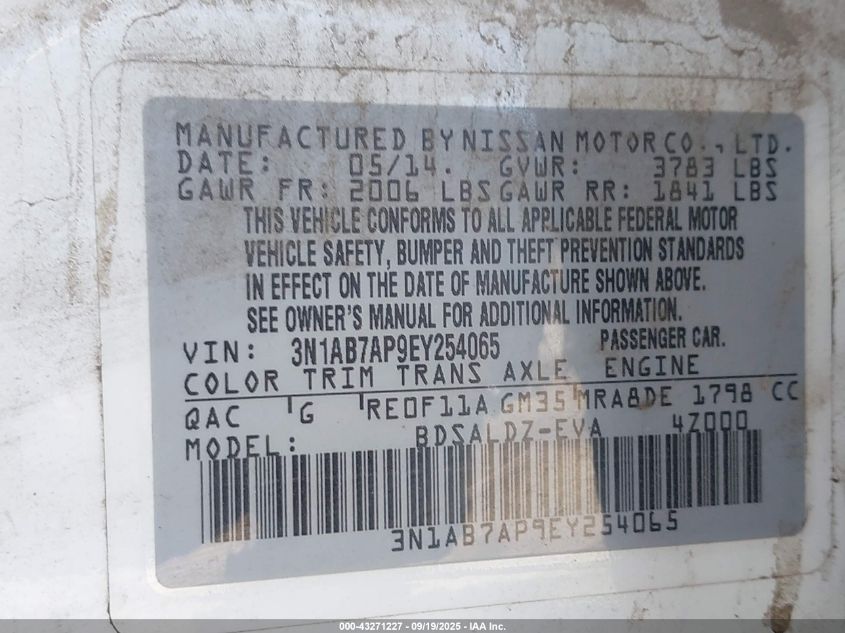 MANUFACTURED BY NISSAN MOTOR CO., LTD.
DATE: 05/14. GVWR: 3783 LBS
GAWR FR: 2006 LBS GAWR RR: 1841 LBS
THIS VEHICLE CONFORMS TO ALL APPLICABLE FEDERAL MOTOR
VEHICLE SAFETY, BUMPER AND THEFT PREVENTION STANDARDS
IN EFFECT ON THE DATE OF MANUFACTURE SHOWN ABOVE.
SEE OWNER'S MANUAL FOR ADDITIONAL INFORMATION.
VIN: 3N1AB7AP9EY254065 PASSENGER CAR.
COLOR TRIM TRANS AXLE ENGINE
QAC G RE0F11A GM35 MRA8DE 1798 CC
MODEL: BDSALDZ-EVA 4Z000
3N1AB7AP9EY254065
000-43271227 - 09/19/2025 - IAA Inc.